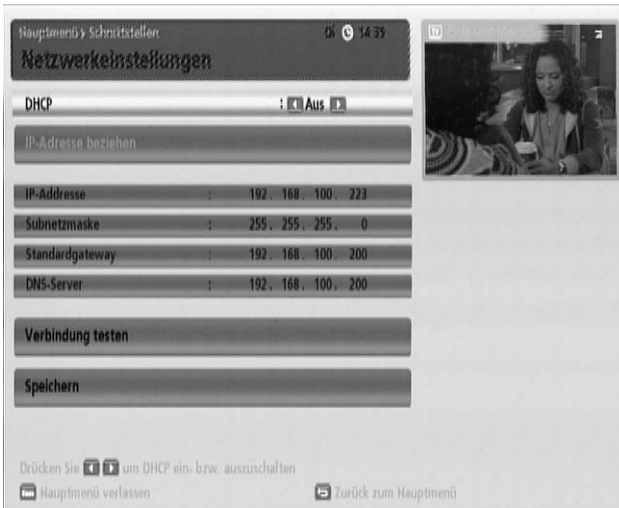 Hauptmenü > Schnittstellen Di 14 35
Netzwerkeinstellungen
DHCP : Aus
IP-Adresse beziehen
IP-Addresse : 192. 168. 100. 223
Subnetzmaske : 255. 255. 255. 0
Standardgateway : 192. 168. 100. 200
DNS-Server : 192. 168. 100. 200
Verbindung testen
Speichern
Drücken Sie um DHCP ein- bzw. auszuschalten
Hauptmenü verlassen
Zurück zum Hauptmenü
TV